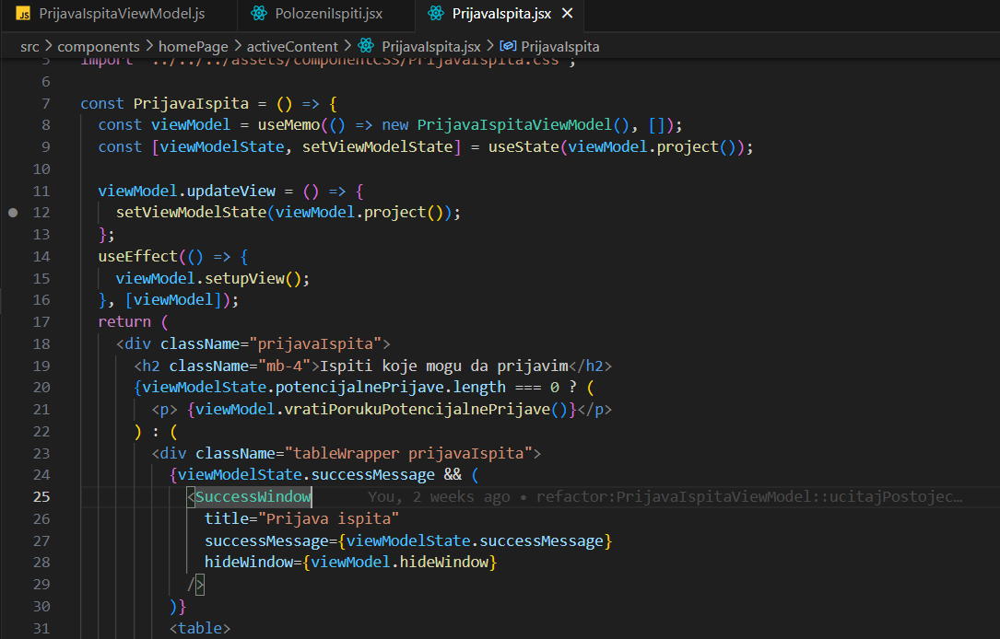 JS PrijavaIspitaViewModel.js PolozeniIspiti.jsx PrijavaIspita.jsx ×
src > components > homePage > activeContent > PrijavaIspita.jsx > PrijavaIspita
5 import "../../../assets/componentCSS/PrijavaIspita.css";
6
7 const PrijavaIspita = () => {
8 const viewModel = useMemo(() => new PrijavaIspitaViewModel(), []);
9 const [viewModelState, setViewModelState] = useState(viewModel.project());
10
11 viewModel.updateView = () => {
12 setViewModelState(viewModel.project());
13 };
14 useEffect(() => {
15 viewModel.setupView();
16 }, [viewModel]);
17 return (
18 <div className="prijavaIspita">
19 <h2 className="mb-4">Ispiti koje mogu da prijavim</h2>
20 {viewModelState.potencijalnePrijave.length === 0 ? (
21 <p> {viewModel.vratiPorukuPotencijalnePrijave()}</p>
22 ) : (
23 <div className="tableWrapper prijavaIspita">
24 {viewModelState.successMessage && (
25 <SuccessWindow You, 2 weeks ago • refactor:PrijavaIspitaViewModel::ucitajPostojec…
26 title="Prijava ispita"
27 successMessage={viewModelState.successMessage}
28 hideWindow={viewModel.hideWindow}
29 />
30 )}
31 <table>